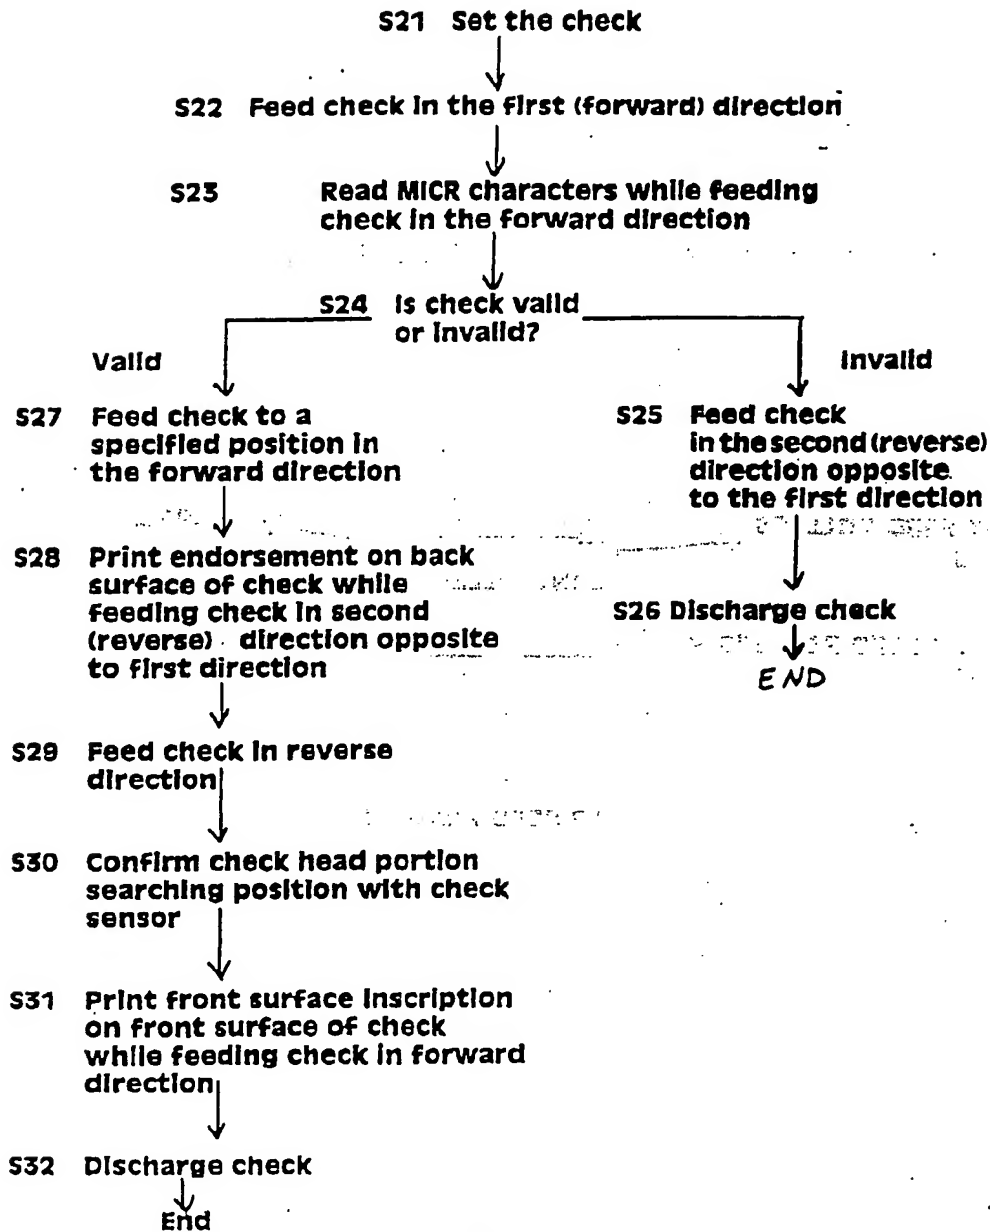 S21 Set the check
S22 Feed check in the first (forward) direction
S23 Read MICR characters while feeding
check in the forward direction
S24 Is check valid
or invalid?
Valid
Invalid
S27 Feed check to a
specified position in
the forward direction
S28 Print endorsement on back
surface of check while
feeding check in second
(reverse) direction opposite
to first direction
S29 Feed check in reverse
direction
S30 Confirm check head portion
searching position with check
sensor
S31 Print front surface inscription
on front surface of check
while feeding check in forward
direction
S32 Discharge check
End
S25 Feed check
in the second (reverse)
direction opposite
to the first direction
S26 Discharge check
END